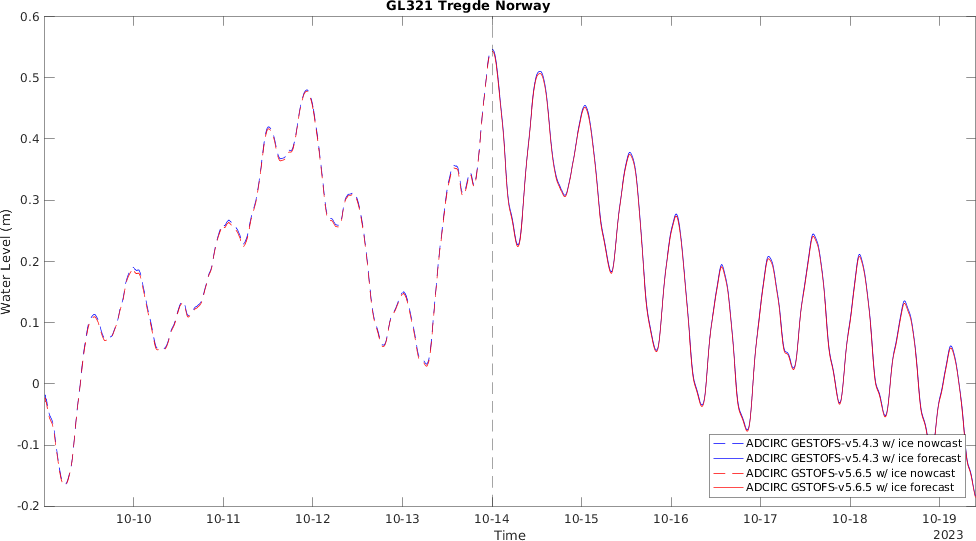 GL321 Tregde Norway
0.6
0.5
0.4
0.3
0.2
0.1
0
-0.1
-0.2
Water Level (m)
10-10 10-11 10-12 10-13 10-14 10-15 10-16 10-17 10-18 10-19
Time
2023
ADCIRC GESTOFS-v5.4.3 w/ ice nowcast
ADCIRC GESTOFS-v5.4.3 w/ ice forecast
ADCIRC GSTOFS-v5.6.5 w/ ice nowcast
ADCIRC GSTOFS-v5.6.5 w/ ice forecast